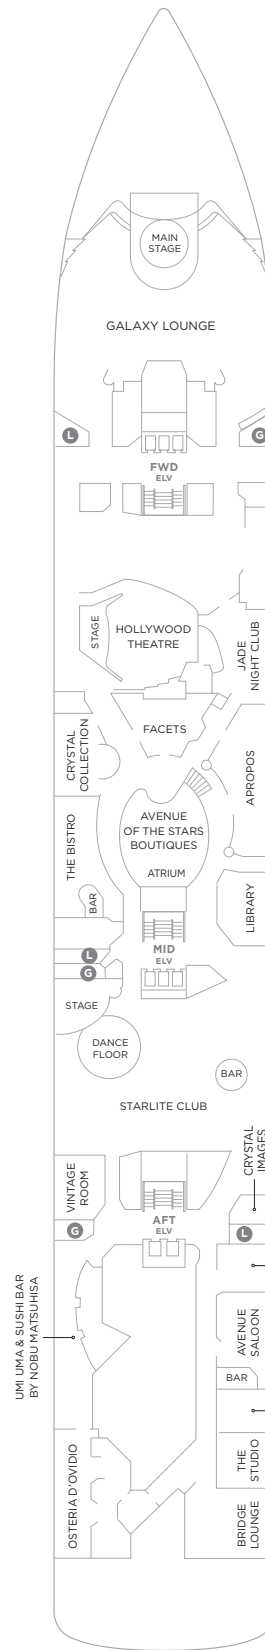 MAIN
STAGE
GALAXY LOUNGE
L
G
FWD
ELV
STAGE
HOLLYWOOD
THEATRE
JADE
NIGHT CLUB
FACETS
CRYSTAL
COLLECTION
APROPOS
AVENUE
OF THE STARS
BOUTIQUES
THE BISTRO
ATRIUM
BAR
LIBRARY
MID
ELV
L
G
STAGE
DANCE
FLOOR
BAR
STARLITE CLUB
CRYSTAL
IMAGES
VINTAGE
ROOM
AFT
ELV
G
L
UMI UMA & SUSHI BAR
BY NOBU MATSUHISA
AVENUE
SALOON
BAR
OSTERIA D'OVIDIO
THE
STUDIO
BRIDGE
LOUNGE